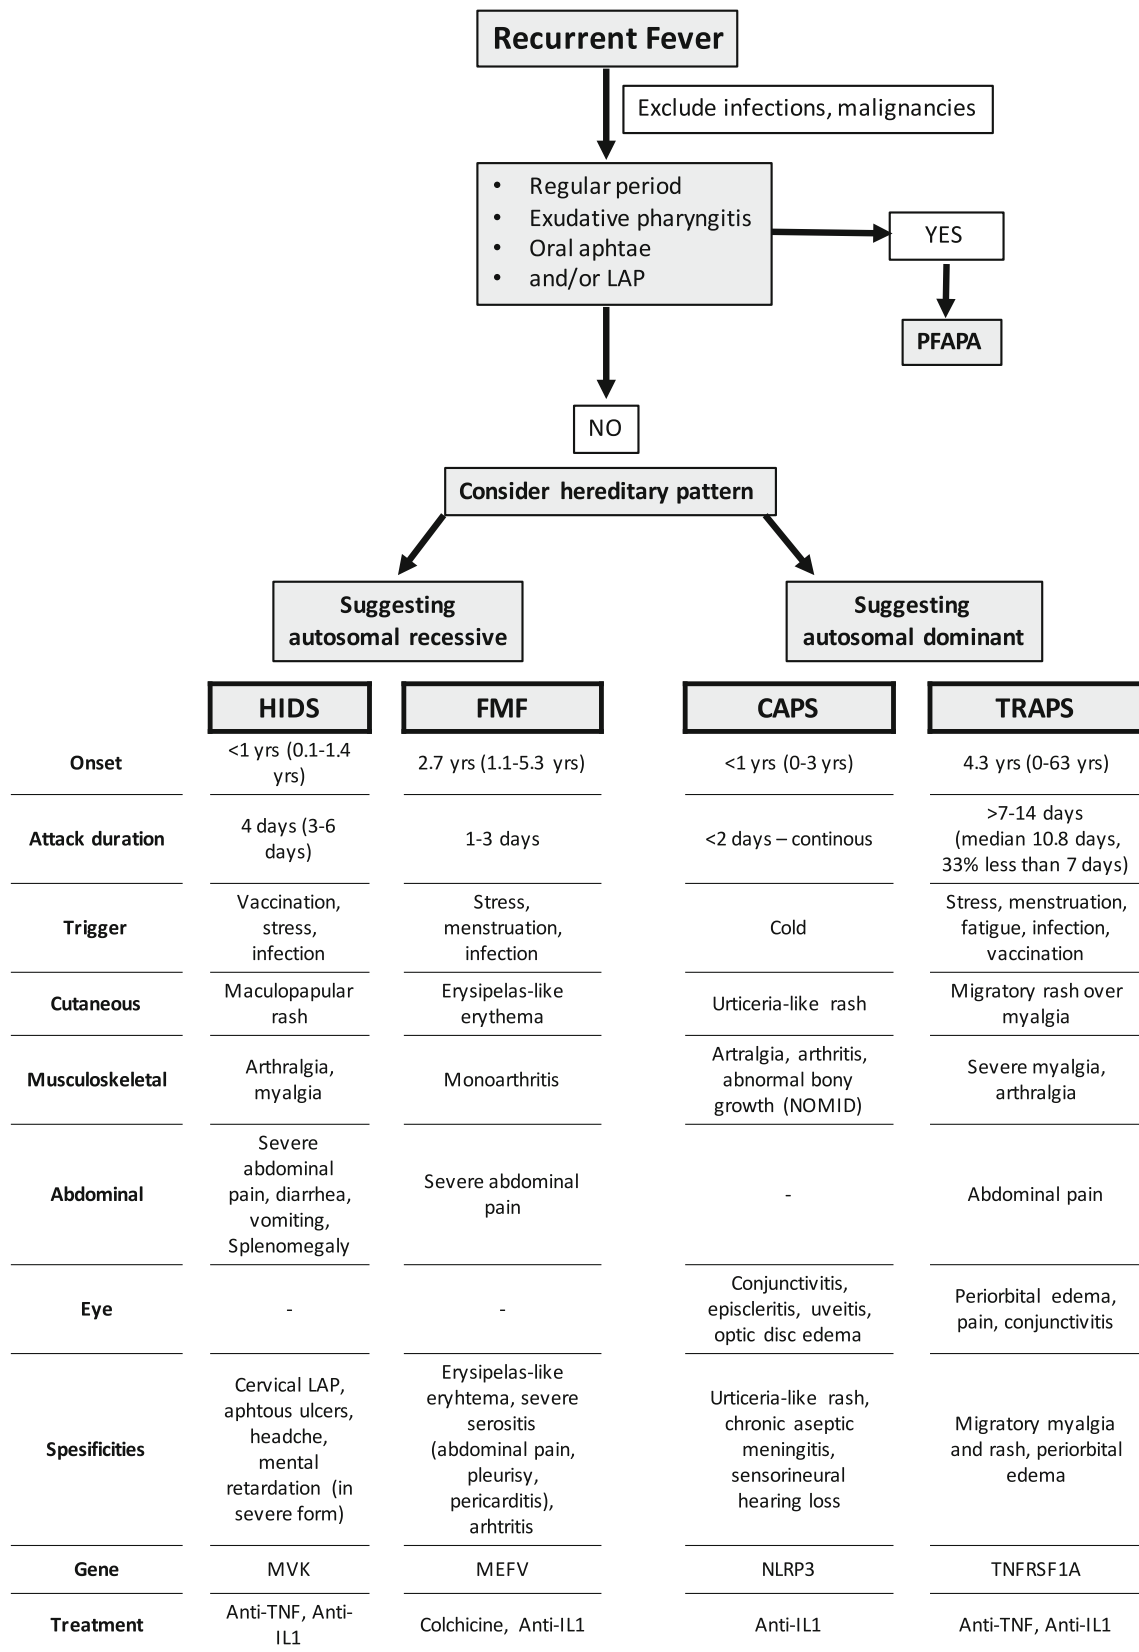 Recurrent Fever
Exclude infections, malignancies
• Regular period
• Exudative pharyngitis
• Oral aphtae
• and/or LAP
YES
PFAPA
NO
Consider hereditary pattern
Suggesting
autosomal recessive
Suggesting
autosomal dominant
HIDS
FMF
CAPS
TRAPS
Onset
<1 yrs (0.1-1.4
yrs)
2.7 yrs (1.1-5.3 yrs)
<1 yrs (0-3 yrs)
4.3 yrs (0-63 yrs)
Attack duration
4 days (3-6
days)
1-3 days
<2 days – continous
>7-14 days
(median 10.8 days,
33% less than 7 days)
Trigger
Vaccination,
stress,
infection
Stress,
menstruation,
infection
Cold
Stress, menstruation,
fatigue, infection,
vaccination
Cutaneous
Maculopapular
rash
Erysipelas-like
erythema
Urticeria-like rash
Migratory rash over
myalgia
Musculoskeletal
Arthralgia,
myalgia
Monoarthritis
Artralgia, arthritis,
abnormal bony
growth (NOMID)
Severe myalgia,
arthralgia
Abdominal
Severe
abdominal
pain, diarrhea,
vomiting,
Splenomegaly
Severe abdominal
pain
-
Abdominal pain
Eye
-
-
Conjunctivitis,
episcleritis, uveitis,
optic disc edema
Periorbital edema,
pain, conjunctivitis
Spesificities
Cervical LAP,
aphtous ulcers,
headche,
mental
retardation (in
severe form)
Erysipelas-like
eryhtema, severe
serositis
(abdominal pain,
pleurisy,
pericarditis),
arhtritis
Urticeria-like rash,
chronic aseptic
meningitis,
sensorineural
hearing loss
Migratory myalgia
and rash, periorbital
edema
Gene
MVK
MEFV
NLRP3
TNFRSF1A
Treatment
Anti-TNF, Anti-
IL1
Colchicine, Anti-IL1
Anti-IL1
Anti-TNF, Anti-IL1